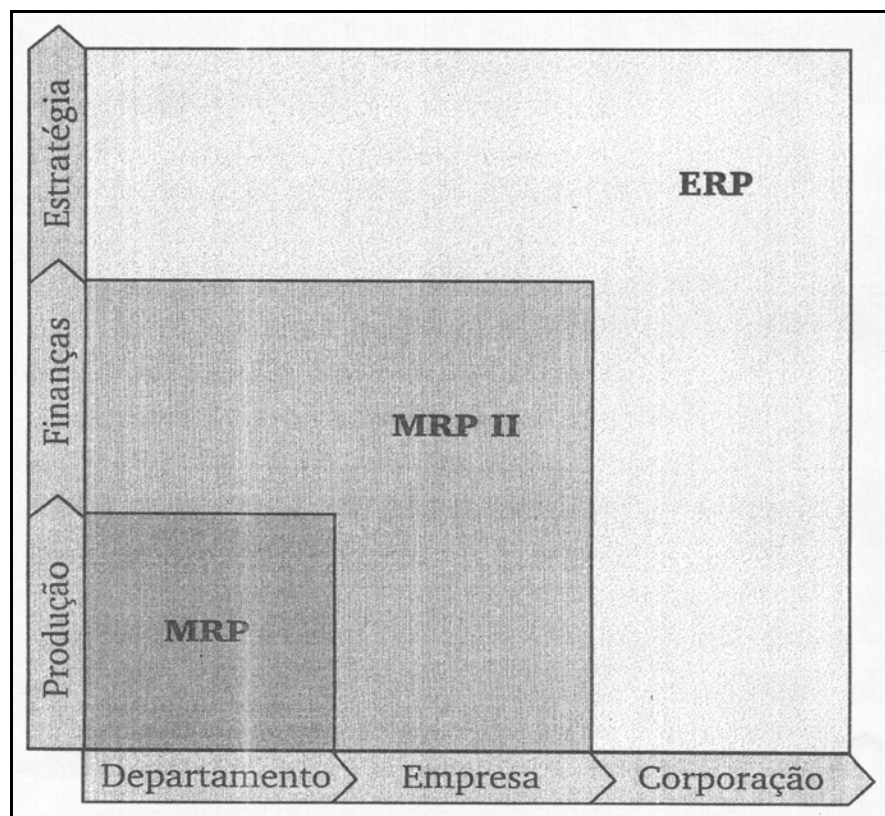 Estratégia
ERP
Finanças
MRP II
Produção
MRP
Departamento
Empresa
Corporação